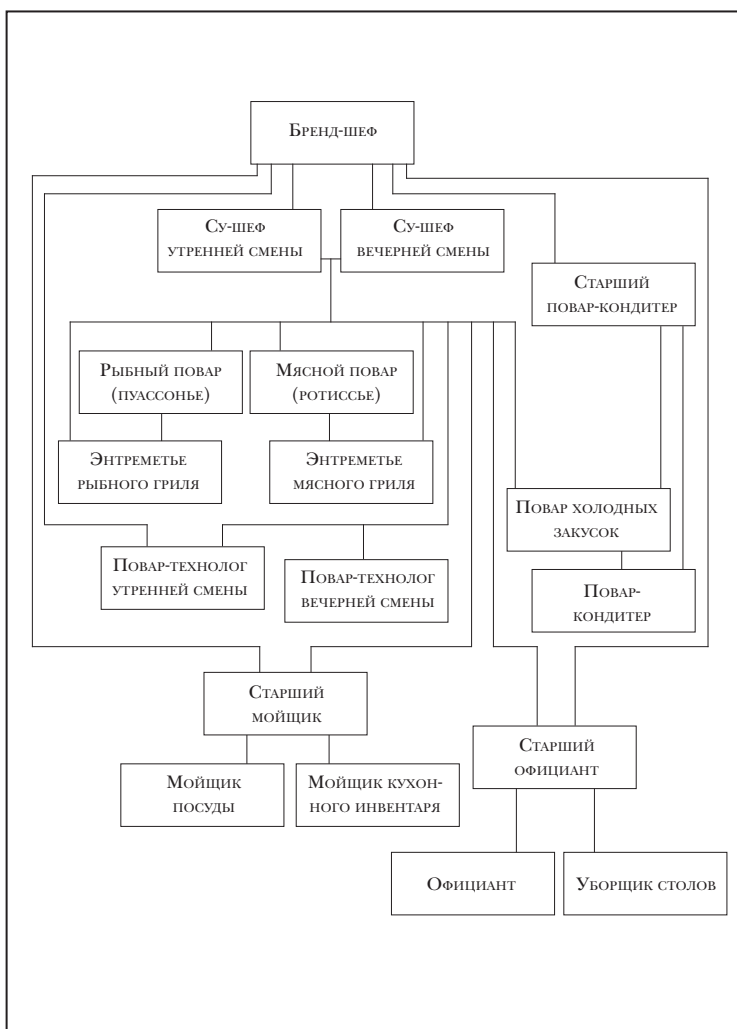 Бренд-шеф
Су-шеф
утренней смены
Су-шеф
вечерней смены
Старший
повар-кондитер
Рыбный повар
(пуассонье)
Мясной повар
(ротиссье)
Энтреметье
рыбного гриля
Энтреметье
мясного гриля
Повар холодных
закусок
Повар-технолог
утренней смены
Повар-технолог
вечерней смены
Повар-
кондитер
Старший
мойщик
Старший
официант
Мойщик
посуды
Мойщик кухон-
ного инвентаря
Официант
Уборщик столов